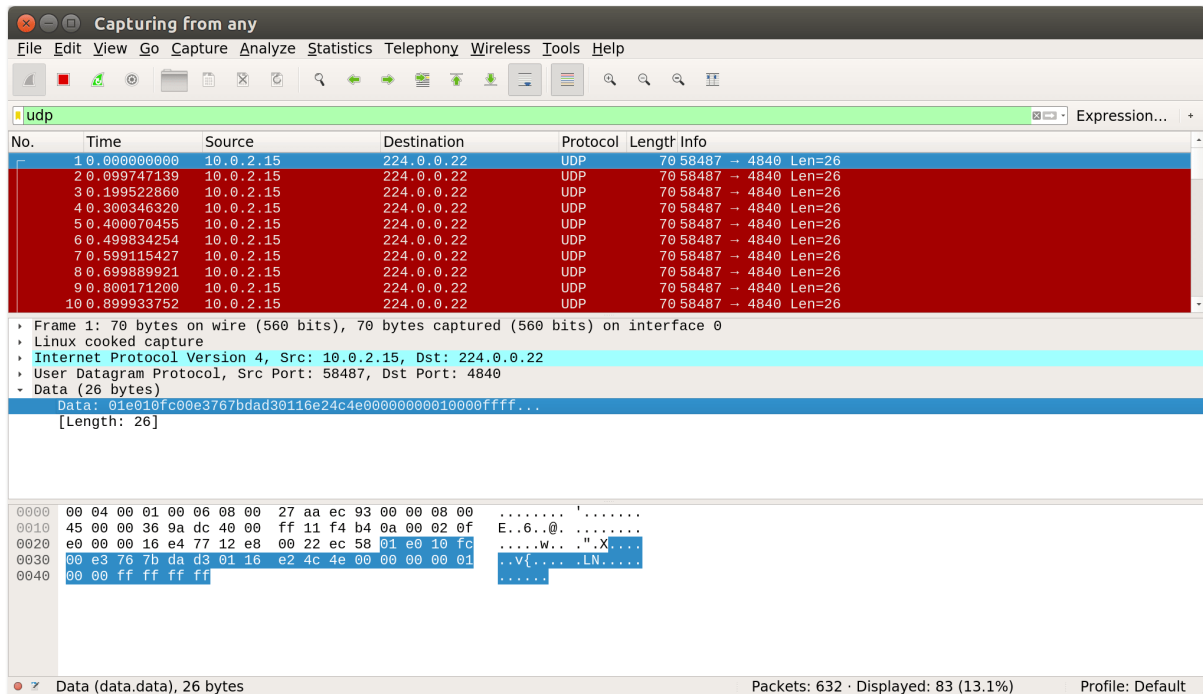 Capturing from any
File Edit View Go Capture Analyze Statistics Telephony Wireless Tools Help
udp Expression... +
No. Time Source Destination Protocol Length Info
1 0.000000000 10.0.2.15 224.0.0.22 UDP 70 58487 → 4840 Len=26
2 0.099747139 10.0.2.15 224.0.0.22 UDP 70 58487 → 4840 Len=26
3 0.199522860 10.0.2.15 224.0.0.22 UDP 70 58487 → 4840 Len=26
4 0.300346320 10.0.2.15 224.0.0.22 UDP 70 58487 → 4840 Len=26
5 0.400070455 10.0.2.15 224.0.0.22 UDP 70 58487 → 4840 Len=26
6 0.499834254 10.0.2.15 224.0.0.22 UDP 70 58487 → 4840 Len=26
7 0.599115427 10.0.2.15 224.0.0.22 UDP 70 58487 → 4840 Len=26
8 0.699889921 10.0.2.15 224.0.0.22 UDP 70 58487 → 4840 Len=26
9 0.800171200 10.0.2.15 224.0.0.22 UDP 70 58487 → 4840 Len=26
10 0.899933752 10.0.2.15 224.0.0.22 UDP 70 58487 → 4840 Len=26
Frame 1: 70 bytes on wire (560 bits), 70 bytes captured (560 bits) on interface 0
Linux cooked capture
Internet Protocol Version 4, Src: 10.0.2.15, Dst: 224.0.0.22
User Datagram Protocol, Src Port: 58487, Dst Port: 4840
Data (26 bytes)
Data: 01e010fc00e3767bdad30116e24c4e00000000010000ffff...
[Length: 26]
0000 00 04 00 01 00 06 08 00 27 aa ec 93 00 00 08 00 ........ '.......
0010 45 00 00 36 9a dc 40 00 ff 11 f4 b4 0a 00 02 0f E..6..@. ........
0020 e0 00 00 16 e4 77 12 e8 00 22 ec 58 01 e0 10 fc .....w.. .".X....
0030 00 e3 76 7b da d3 01 16 e2 4c 4e 00 00 00 00 01 ..v{.... .LN.....
0040 00 00 ff ff ff ff ......
Data (data.data), 26 bytes Packets: 632 · Displayed: 83 (13.1%) Profile: Default